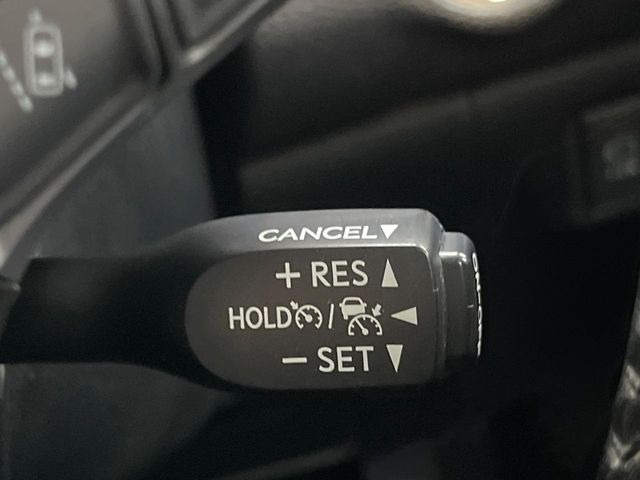 CANCEL▼
+ RES ▲
HOLD / ◄
− SET ▼